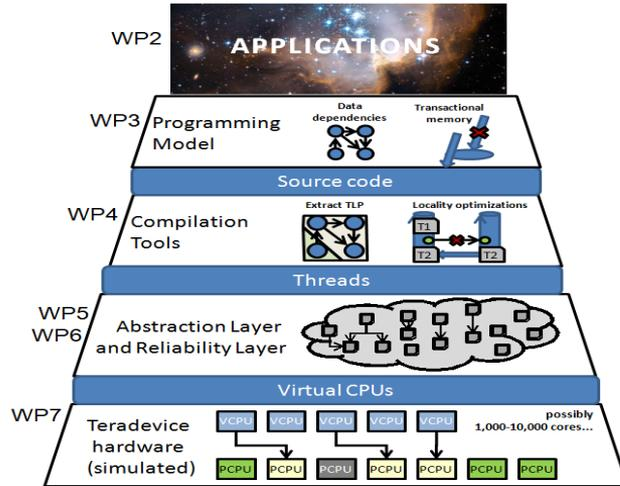 WP2
APPLICATIONS
WP3
Programming
Model
Data
dependencies
Transactional
memory
Source code
WP4
Compilation
Tools
Extract TLP
Locality optimizations
T1
T2
T2
Threads
WP5
WP6
Abstraction Layer
and Reliability Layer
Virtual CPUs
WP7
Teradevice
hardware
(simulated)
VCPU VCPU VCPU VCPU VCPU
possibly
1,000-10,000 cores...
PCPU PCPU PCPU PCPU PCPU PCPU PCPU